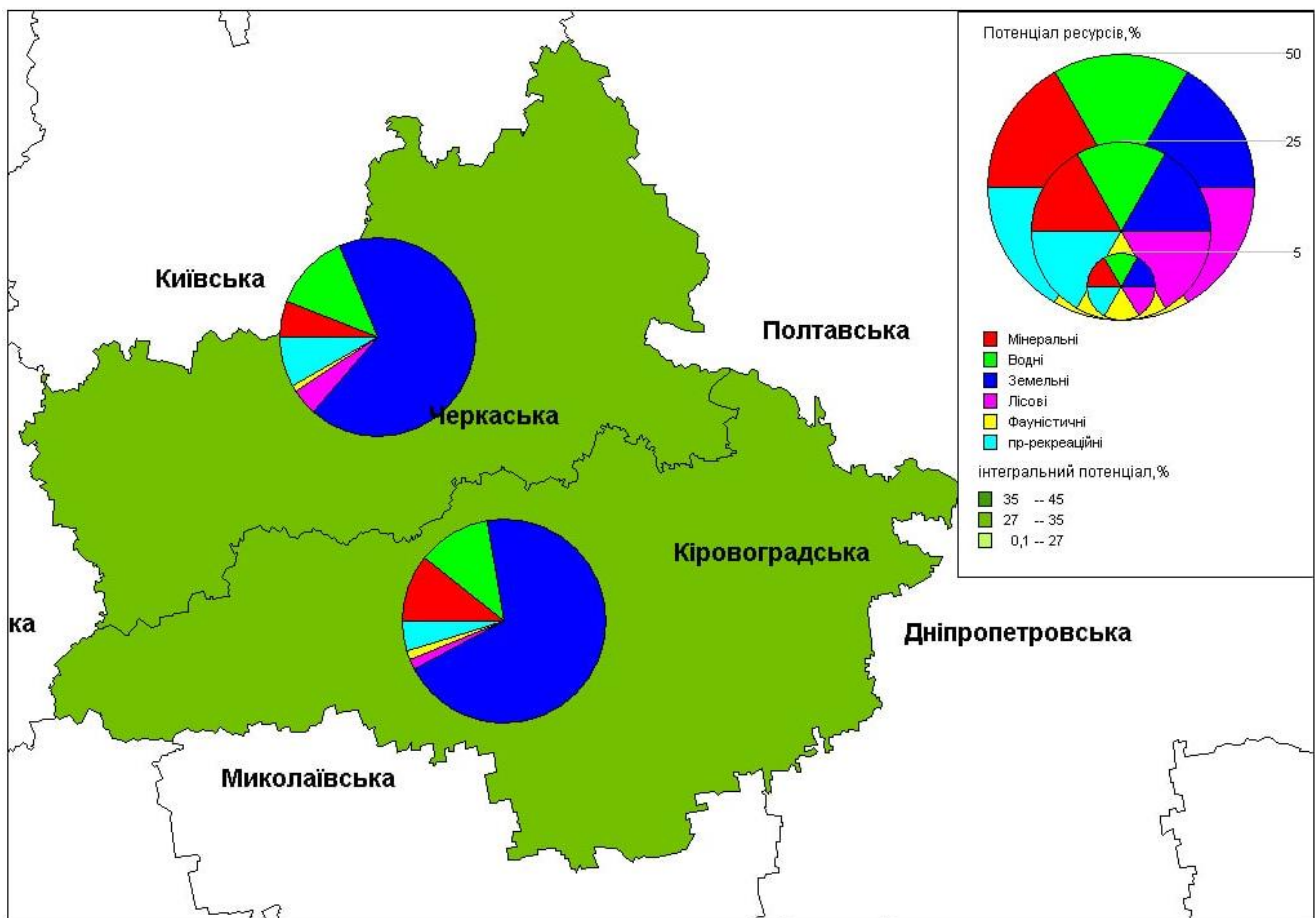 Київська
Полтавська
Черкаська
Кіровоградська
ка
Дніпропетровська
Миколаївська
Потенціал ресурсів,%
50
25
5
Мінеральні
Водні
Земельні
Лісові
Фауністичні
пр-рекреаційні
інтегральний потенціал,%
35 -- 45
27 -- 35
0,1 -- 27